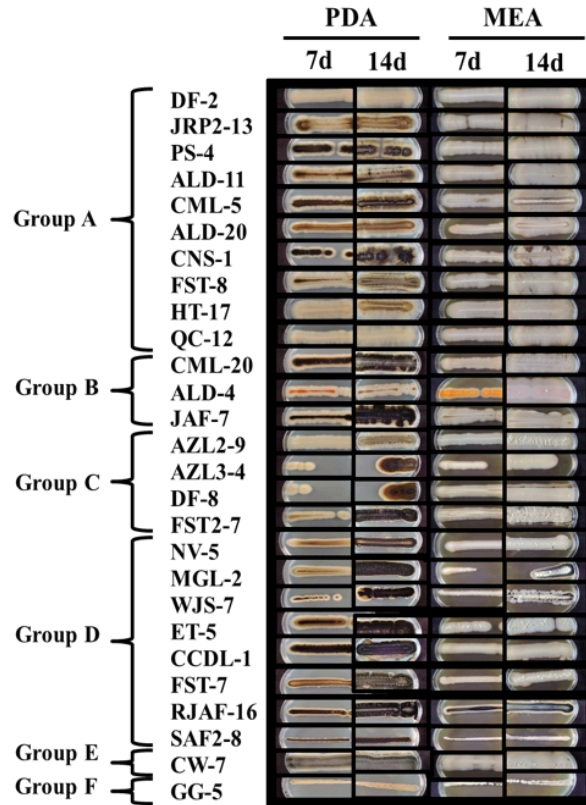 PDA MEA
7d 14d 7d 14d
DF-2
JRP2-13
PS-4
ALD-11
CML-5
Group A
ALD-20
CNS-1
FST-8
HT-17
QC-12
CML-20
Group B
ALD-4
JAF-7
AZL2-9
AZL3-4
Group C
DF-8
FST2-7
NV-5
MGL-2
WJS-7
Group D
ET-5
CCDL-1
FST-7
RJAF-16
SAF2-8
Group E
CW-7
Group F
GG-5